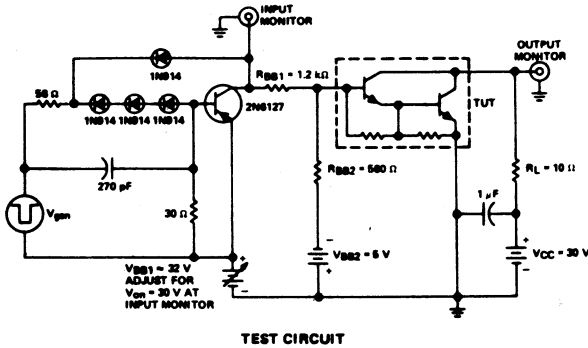 INPUT
MONITOR
OUTPUT
MONITOR
1N914
RBB1 = 1.2 kΩ
56 Ω
1N914 1N914 1N914
2N6127
TUT
270 pF
RBB2 = 560 Ω
RL = 10 Ω
1 µF
Vgen
30 Ω
VBB1 ≈ 32 V
ADJUST FOR
Von = 30 V AT
INPUT MONITOR
+
−
−
VBB2 = 5 V
+
+
VCC = 30 V
−
TEST CIRCUIT